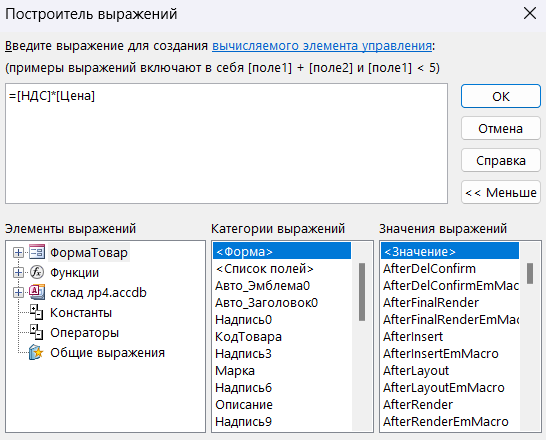 Построитель выражений
Введите выражение для создания вычисляемого элемента управления:
(примеры выражений включают в себя [поле1] + [поле2] и [поле1] < 5)
=[НДС]*[Цена]
ОК
Отмена
Справка
<< Меньше
Элементы выражений
ФормаТовар
Функции
склад лр4.accdb
Константы
Операторы
Общие выражения
Категории выражений
<Форма>
<Список полей>
Авто_Эмблема0
Авто_Заголовок0
Надпись0
КодТовара
Надпись3
Марка
Надпись6
Описание
Надпись9
Значения выражений
<Значение>
AfterDelConfirm
AfterDelConfirmEmMac
AfterFinalRender
AfterFinalRenderEmMac
AfterInsert
AfterInsertEmMacro
AfterLayout
AfterLayoutEmMacro
AfterRender
AfterRenderEmMacro